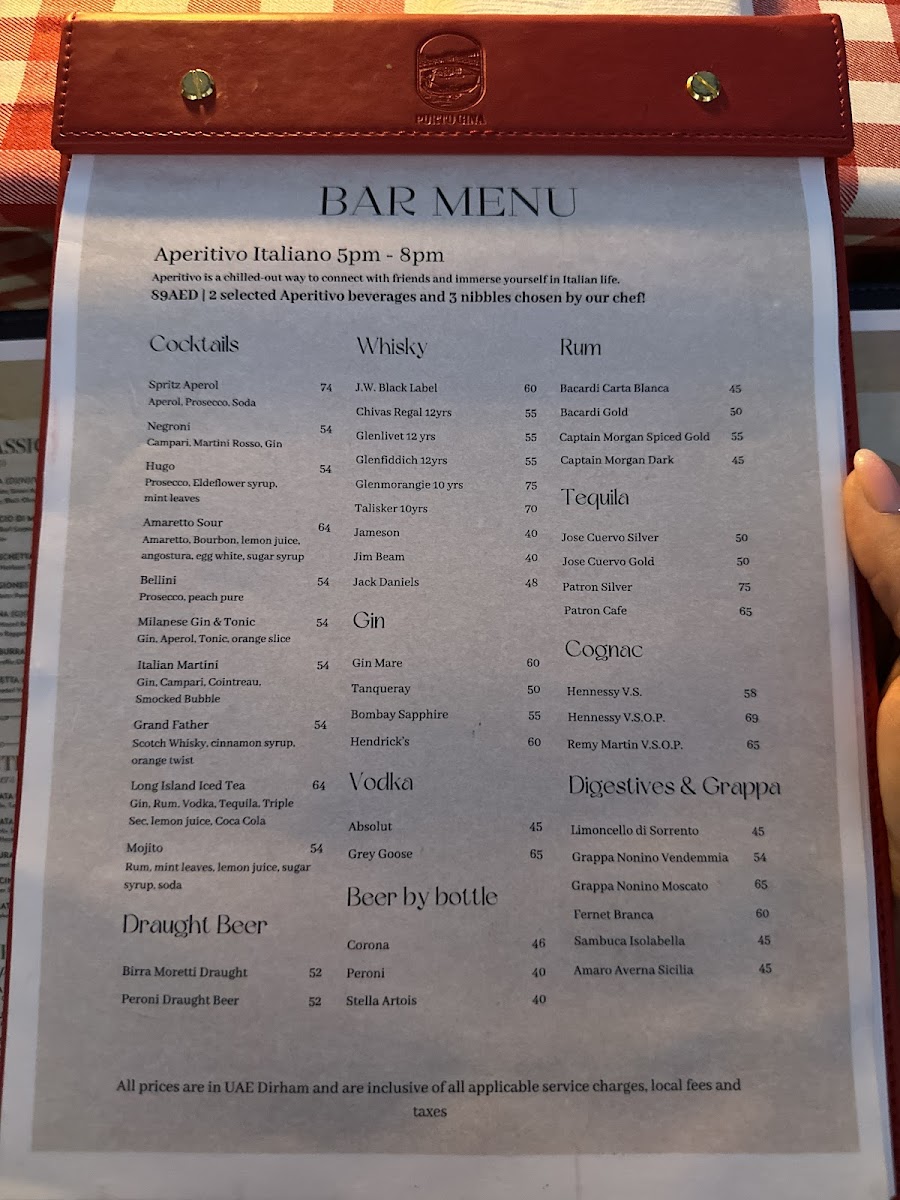 PORTO GINA
BAR MENU
Aperitivo Italiano 5pm - 8pm
Aperitivo is a chilled-out way to connect with friends and immerse yourself in Italian life.
89AED | 2 selected Aperitivo beverages and 3 nibbles chosen by our chef!
Cocktails
Spritz Aperol 74
Aperol, Prosecco, Soda
Negroni 54
Campari, Martini Rosso, Gin
Hugo 54
Prosecco, Eldeflower syrup,
mint leaves
Amaretto Sour 64
Amaretto, Bourbon, lemon juice,
angostura, egg white, sugar syrup
Bellini 54
Prosecco, peach pure
Milanese Gin & Tonic 54
Gin, Aperol, Tonic, orange slice
Italian Martini 54
Gin, Campari, Cointreau,
Smocked Bubble
Grand Father 54
Scotch Whisky, cinnamon syrup,
orange twist
Long Island Iced Tea 64
Gin, Rum, Vodka, Tequila, Triple
Sec, lemon juice, Coca Cola
Mojito 54
Rum, mint leaves, lemon juice, sugar
syrup, soda
Draught Beer
Birra Moretti Draught 52
Peroni Draught Beer 52
Whisky
J.W. Black Label 60
Chivas Regal 12yrs 55
Glenlivet 12 yrs 55
Glenfiddich 12yrs 55
Glenmorangie 10 yrs 75
Talisker 10yrs 70
Jameson 40
Jim Beam 40
Jack Daniels 48
Gin
Gin Mare 60
Tanqueray 50
Bombay Sapphire 55
Hendrick's 60
Vodka
Absolut 45
Grey Goose 65
Beer by bottle
Corona 46
Peroni 40
Stella Artois 40
Rum
Bacardi Carta Blanca 45
Bacardi Gold 50
Captain Morgan Spiced Gold 55
Captain Morgan Dark 45
Tequila
Jose Cuervo Silver 50
Jose Cuervo Gold 50
Patron Silver 75
Patron Cafe 65
Cognac
Hennessy V.S. 58
Hennessy V.S.O.P. 69
Remy Martin V.S.O.P. 65
Digestives & Grappa
Limoncello di Sorrento 45
Grappa Nonino Vendemmia 54
Grappa Nonino Moscato 65
Fernet Branca 60
Sambuca Isolabella 45
Amaro Averna Sicilia 45
All prices are in UAE Dirham and are inclusive of all applicable service charges, local fees and
taxes